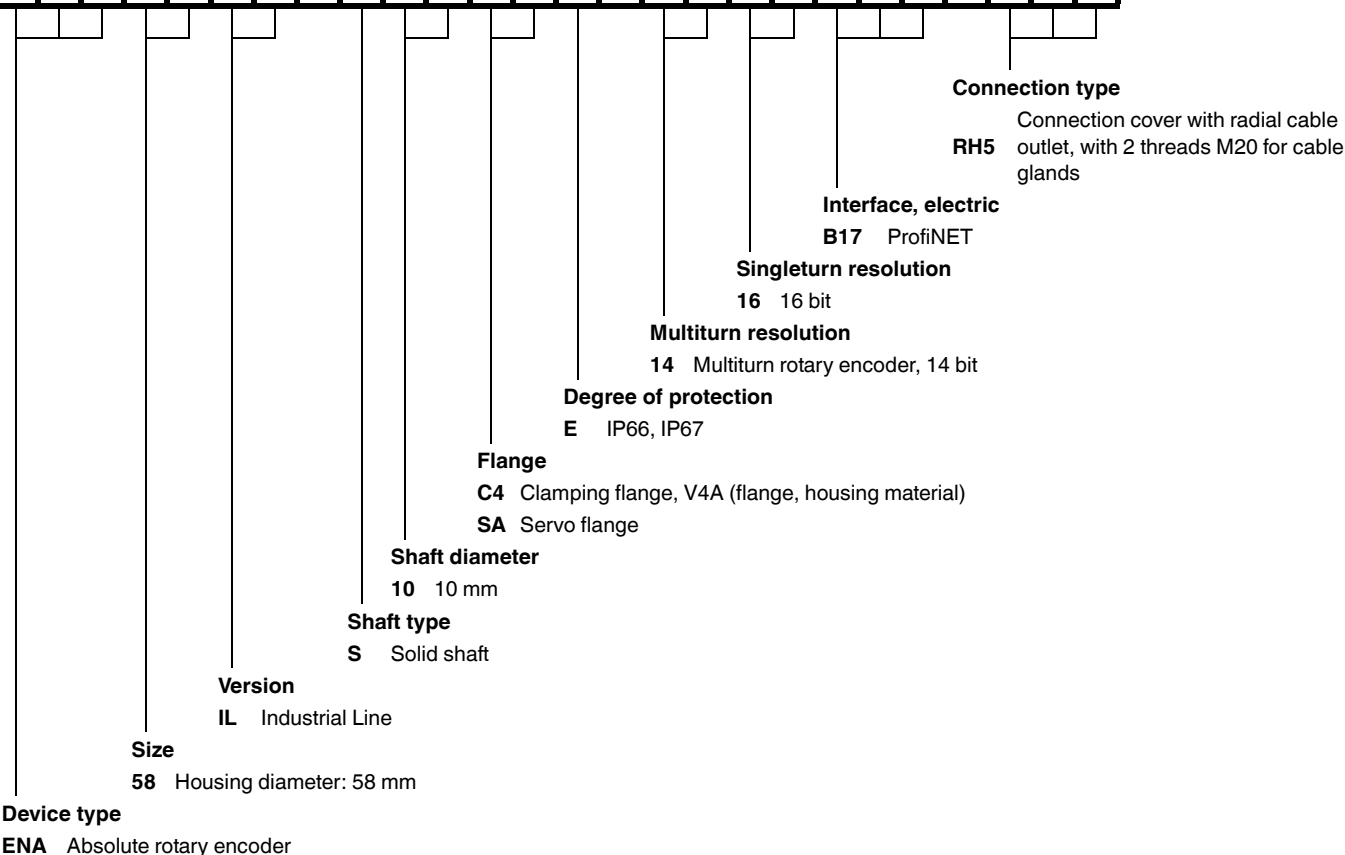 Connection type
Connection cover with radial cable
RH5 outlet, with 2 threads M20 for cable
glands
Interface, electric
B17 ProfiNET
Singleturn resolution
16 16 bit
Multiturn resolution
14 Multiturn rotary encoder, 14 bit
Degree of protection
E IP66, IP67
Flange
C4 Clamping flange, V4A (flange, housing material)
SA Servo flange
Shaft diameter
10 10 mm
Shaft type
S Solid shaft
Version
IL Industrial Line
Size
58 Housing diameter: 58 mm
Device type
ENA Absolute rotary encoder